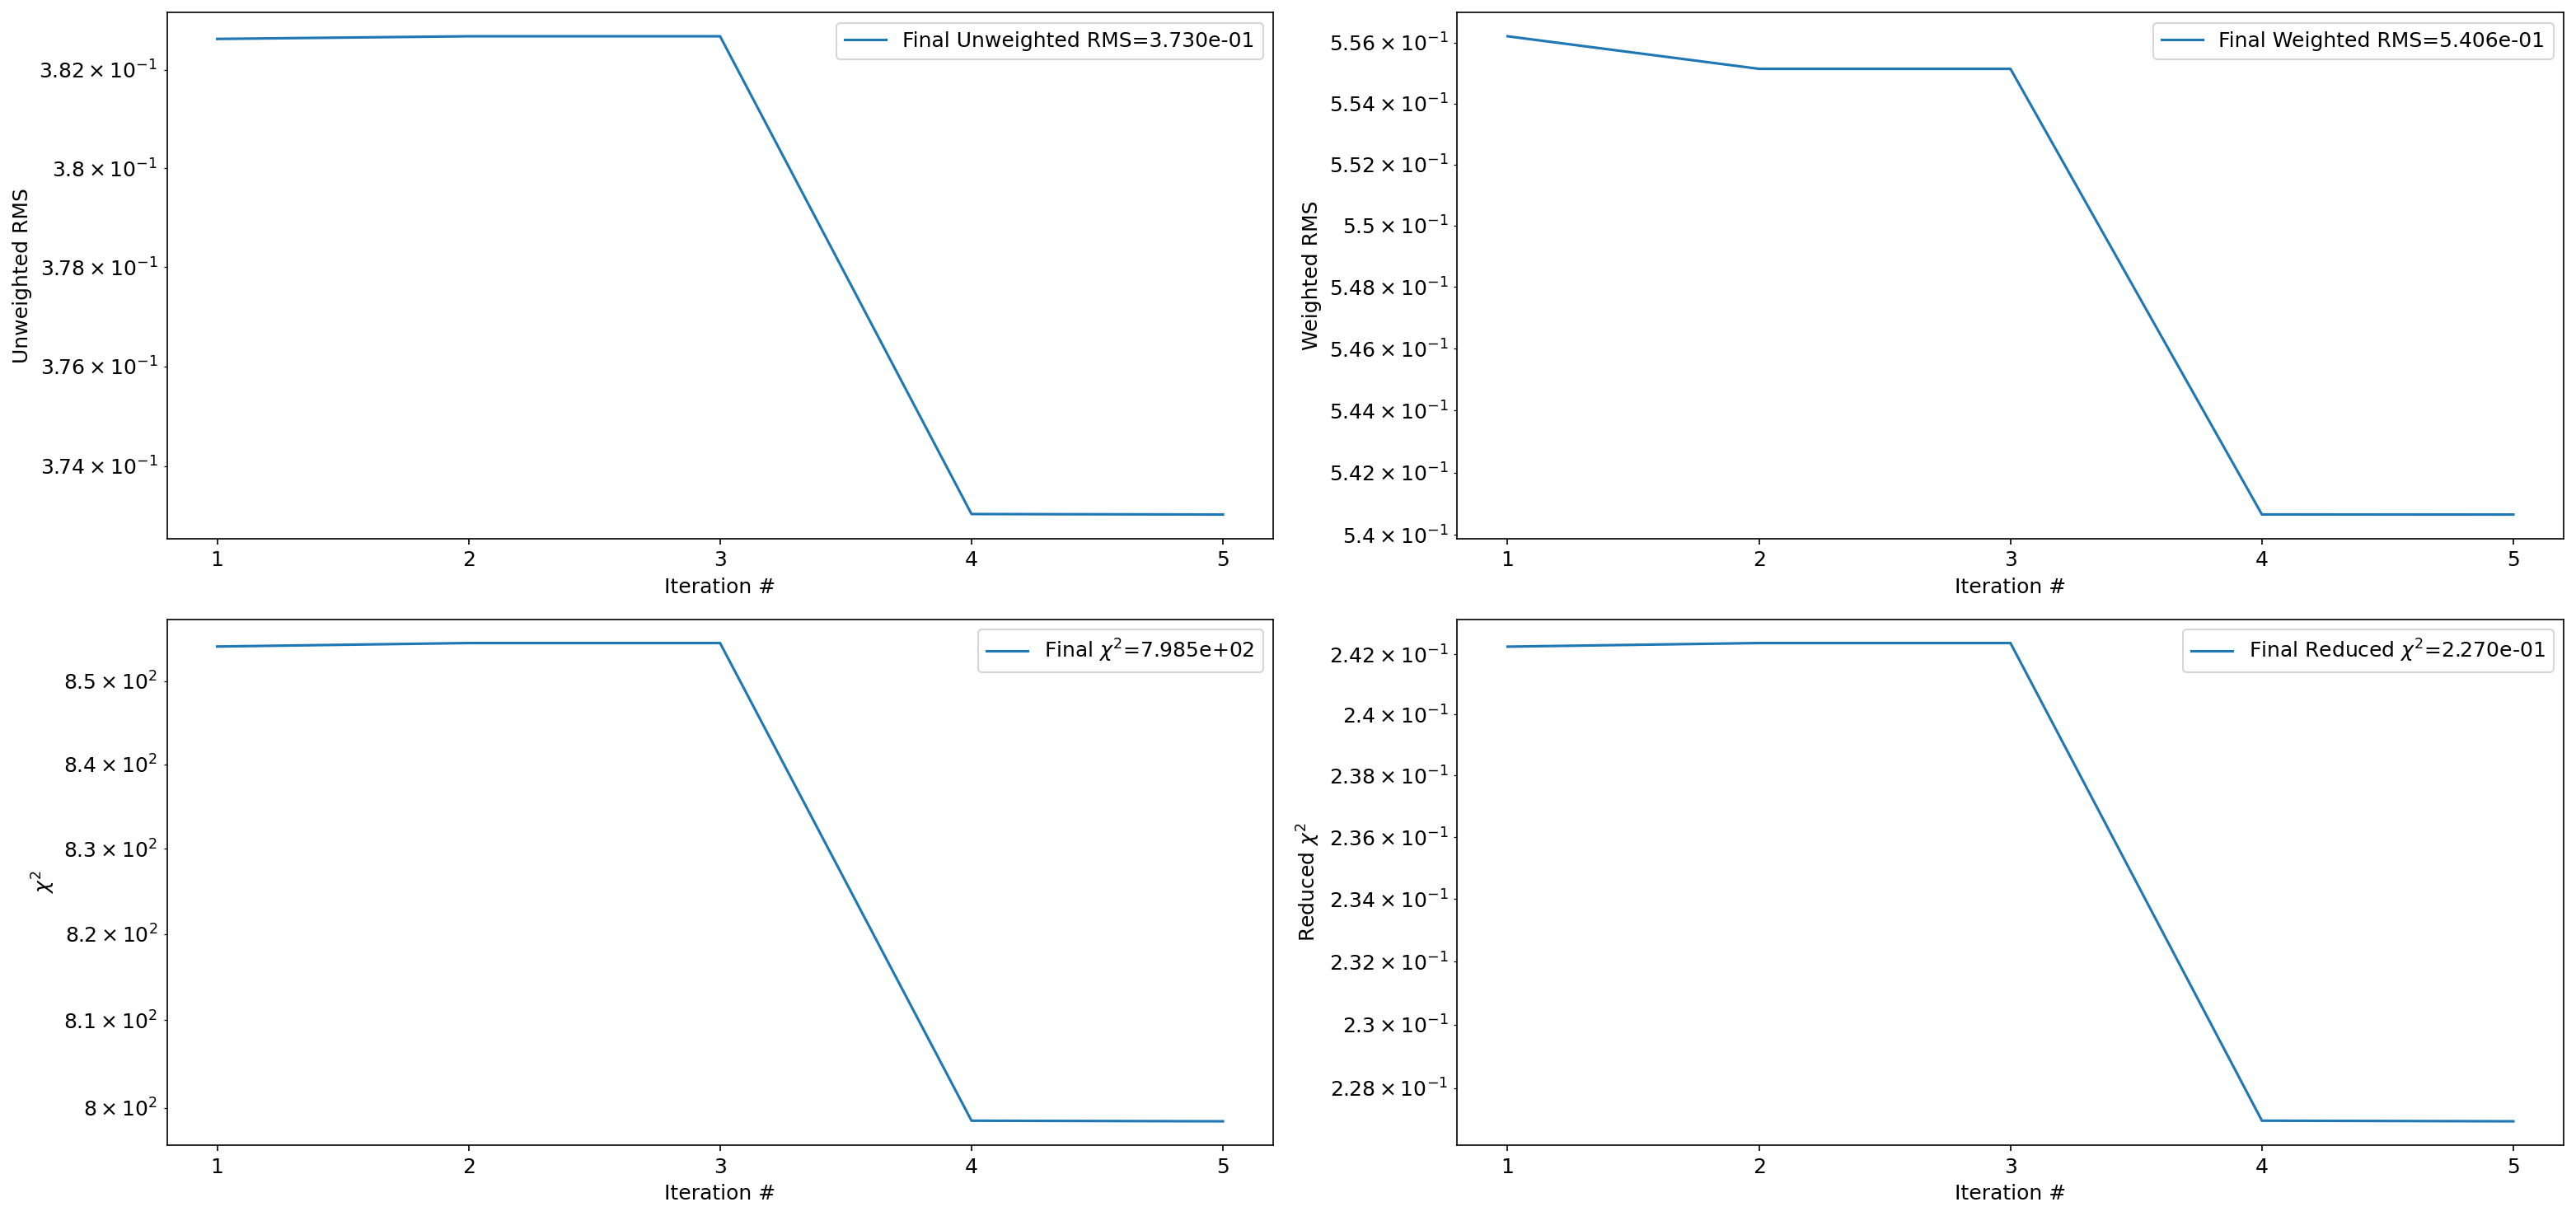 Unweighted RMS
3.82 × 10⁻¹
3.8 × 10⁻¹
3.78 × 10⁻¹
3.76 × 10⁻¹
3.74 × 10⁻¹
Final Unweighted RMS=3.730e-01
1 2 3 4 5
Iteration #
Weighted RMS
5.56 × 10⁻¹
5.54 × 10⁻¹
5.52 × 10⁻¹
5.5 × 10⁻¹
5.48 × 10⁻¹
5.46 × 10⁻¹
5.44 × 10⁻¹
5.42 × 10⁻¹
5.4 × 10⁻¹
Final Weighted RMS=5.406e-01
1 2 3 4 5
Iteration #
χ²
8.5 × 10²
8.4 × 10²
8.3 × 10²
8.2 × 10²
8.1 × 10²
8 × 10²
Final χ²=7.985e+02
1 2 3 4 5
Iteration #
Reduced χ²
2.42 × 10⁻¹
2.4 × 10⁻¹
2.38 × 10⁻¹
2.36 × 10⁻¹
2.34 × 10⁻¹
2.32 × 10⁻¹
2.3 × 10⁻¹
2.28 × 10⁻¹
Final Reduced χ²=2.270e-01
1 2 3 4 5
Iteration #